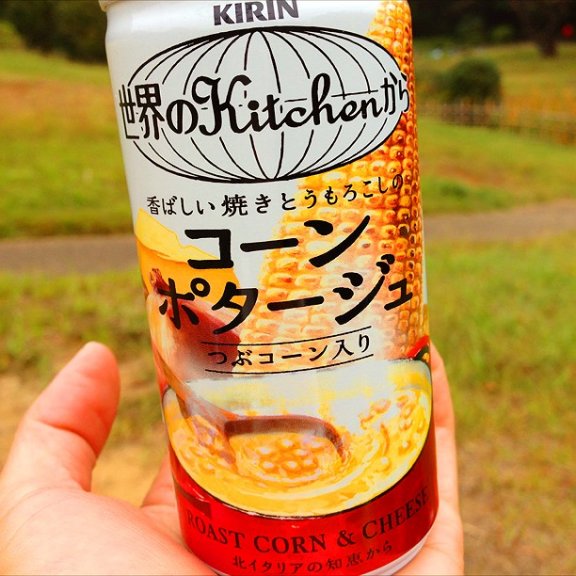 KIRIN
世界のKitchenから
香ばしい焼きとうもろこしの
コーン
ポタージュ
つぶコーン入り
ROAST CORN & CHEESE
北イタリアの知恵から